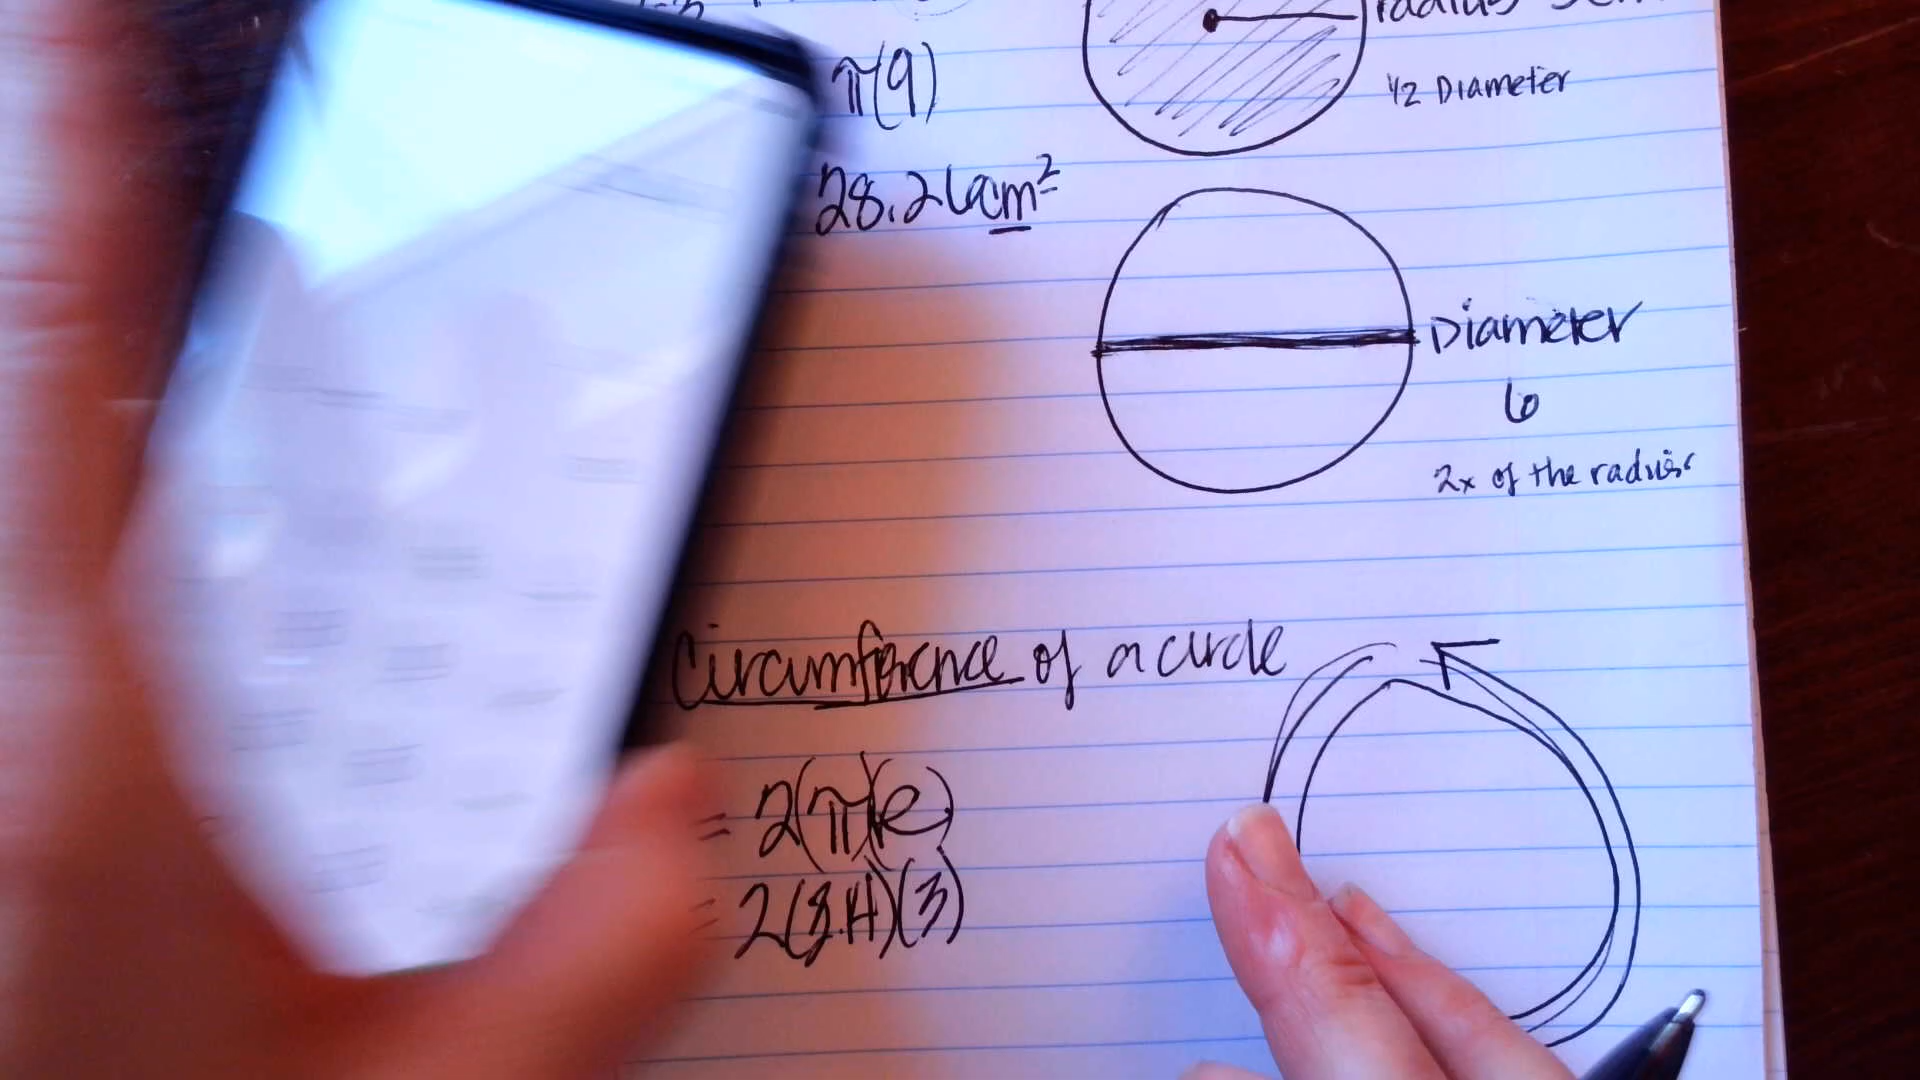 π(9)
28.26cm²
½ Diameter
Diameter
6
2x of the radius
Circumference of a circle
= 2(π)(r)
= 2(3.14)(3)